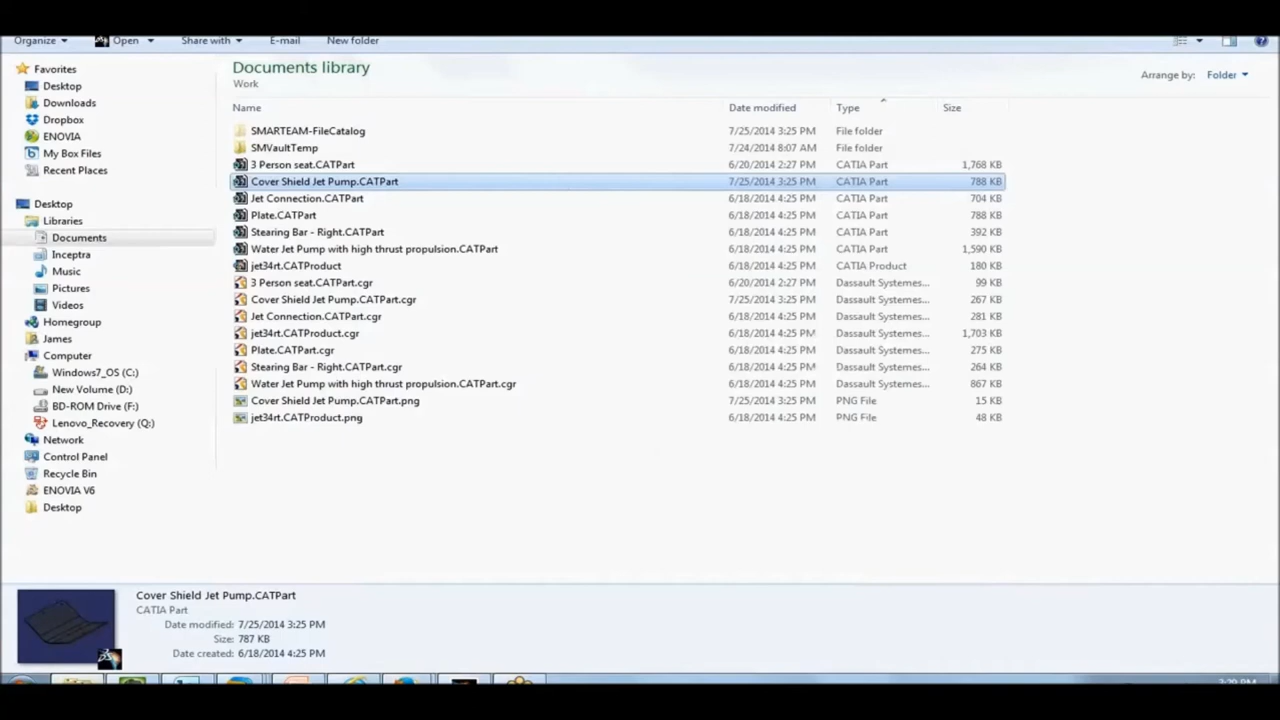 Organize Open Share with E-mail New folder
Documents library
Work
Arrange by: Folder
Name Date modified Type Size
SMARTEAM-FileCatalog 7/25/2014 3:25 PM File folder
SMVaultTemp 7/24/2014 8:07 AM File folder
3 Person seat.CATPart 6/20/2014 2:27 PM CATIA Part 1,768 KB
Cover Shield Jet Pump.CATPart 7/25/2014 3:25 PM CATIA Part 788 KB
Jet Connection.CATPart 6/18/2014 4:25 PM CATIA Part 704 KB
Plate.CATPart 6/18/2014 4:25 PM CATIA Part 788 KB
Stearing Bar - Right.CATPart 6/18/2014 4:25 PM CATIA Part 392 KB
Water Jet Pump with high thrust propulsion.CATPart 6/18/2014 4:25 PM CATIA Part 1,590 KB
jet34rt.CATProduct 6/18/2014 4:25 PM CATIA Product 180 KB
3 Person seat.CATPart.cgr 6/20/2014 2:27 PM Dassault Systemes... 99 KB
Cover Shield Jet Pump.CATPart.cgr 7/25/2014 3:25 PM Dassault Systemes... 267 KB
Jet Connection.CATPart.cgr 6/18/2014 4:25 PM Dassault Systemes... 281 KB
jet34rt.CATProduct.cgr 6/18/2014 4:25 PM Dassault Systemes... 1,703 KB
Plate.CATPart.cgr 6/18/2014 4:25 PM Dassault Systemes... 275 KB
Stearing Bar - Right.CATPart.cgr 6/18/2014 4:25 PM Dassault Systemes... 264 KB
Water Jet Pump with high thrust propulsion.CATPart.cgr 6/18/2014 4:25 PM Dassault Systemes... 867 KB
Cover Shield Jet Pump.CATPart.png 7/25/2014 3:25 PM PNG File 15 KB
jet34rt.CATProduct.png 6/18/2014 4:25 PM PNG File 48 KB
Favorites
Desktop
Downloads
Dropbox
ENOVIA
My Box Files
Recent Places
Desktop
Libraries
Documents
Inceptra
Music
Pictures
Videos
Homegroup
James
Computer
Windows7_OS (C:)
New Volume (D:)
BD-ROM Drive (F:)
Lenovo_Recovery (Q:)
Network
Control Panel
Recycle Bin
ENOVIA V6
Desktop
Cover Shield Jet Pump.CATPart
CATIA Part
Date modified: 7/25/2014 3:25 PM
Size: 787 KB
Date created: 6/18/2014 4:25 PM